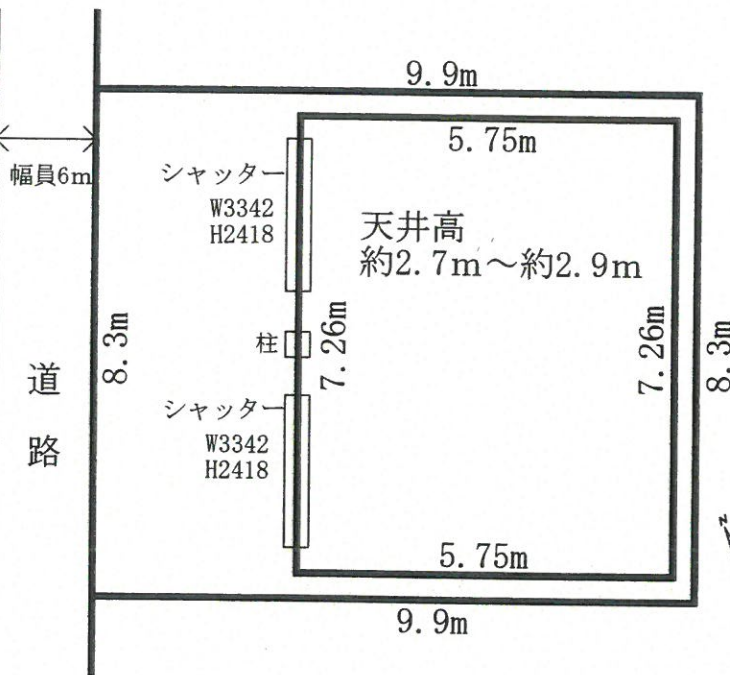 9.9m
5.75m
幅員6m
シャッター
W3342
H2418
天井高
約2.7m～約2.9m
8.3m
柱
7.26m
7.26m
8.3m
道
路
シャッター
W3342
H2418
5.75m
9.9m
N